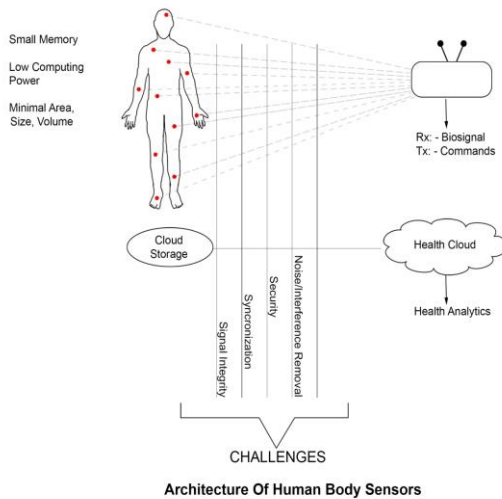 Small Memory
Low Computing
Power
Minimal Area,
Size, Volume
Rx: - Biosignal
Tx: - Commands
Cloud
Storage
Health Cloud
Health Analytics
Signal Integrity
Syncronization
Security
Noise/Interference Removal
CHALLENGES
Architecture Of Human Body Sensors